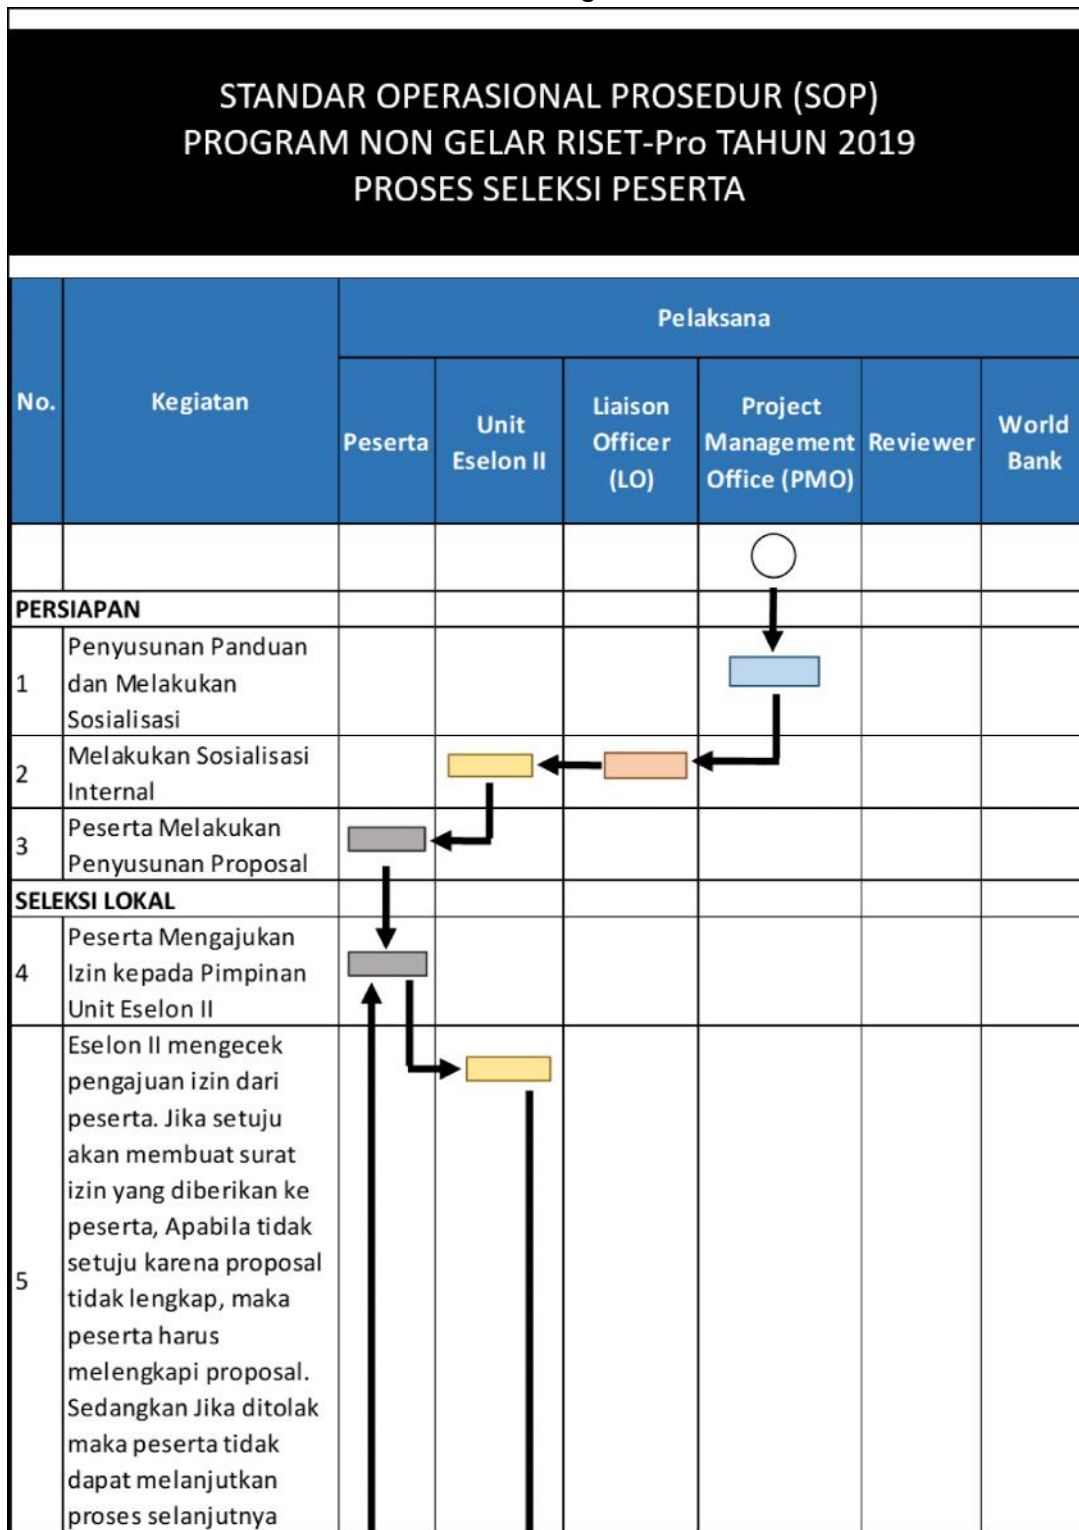 STANDAR OPERASIONAL PROSEDUR (SOP)
PROGRAM NON GELAR RISET-Pro TAHUN 2019
PROSES SELEKSI PESERTA
No.
Kegiatan
Pelaksana
Peserta
Unit
Eselon II
Liaison
Officer
(LO)
Project
Management
Office (PMO)
Reviewer
World
Bank
PERSIAPAN
1
Penyusunan Panduan
dan Melakukan
Sosialisasi
2
Melakukan Sosialisasi
Internal
3
Peserta Melakukan
Penyusunan Proposal
SELEKSI LOKAL
4
Peserta Mengajukan
Izin kepada Pimpinan
Unit Eselon II
5
Eselon II mengecek
pengajuan izin dari
peserta. Jika setuju
akan membuat surat
izin yang diberikan ke
peserta, Apabila tidak
setuju karena proposal
tidak lengkap, maka
peserta harus
melengkapi proposal.
Sedangkan Jika ditolak
maka peserta tidak
dapat melanjutkan
proses selanjutnya